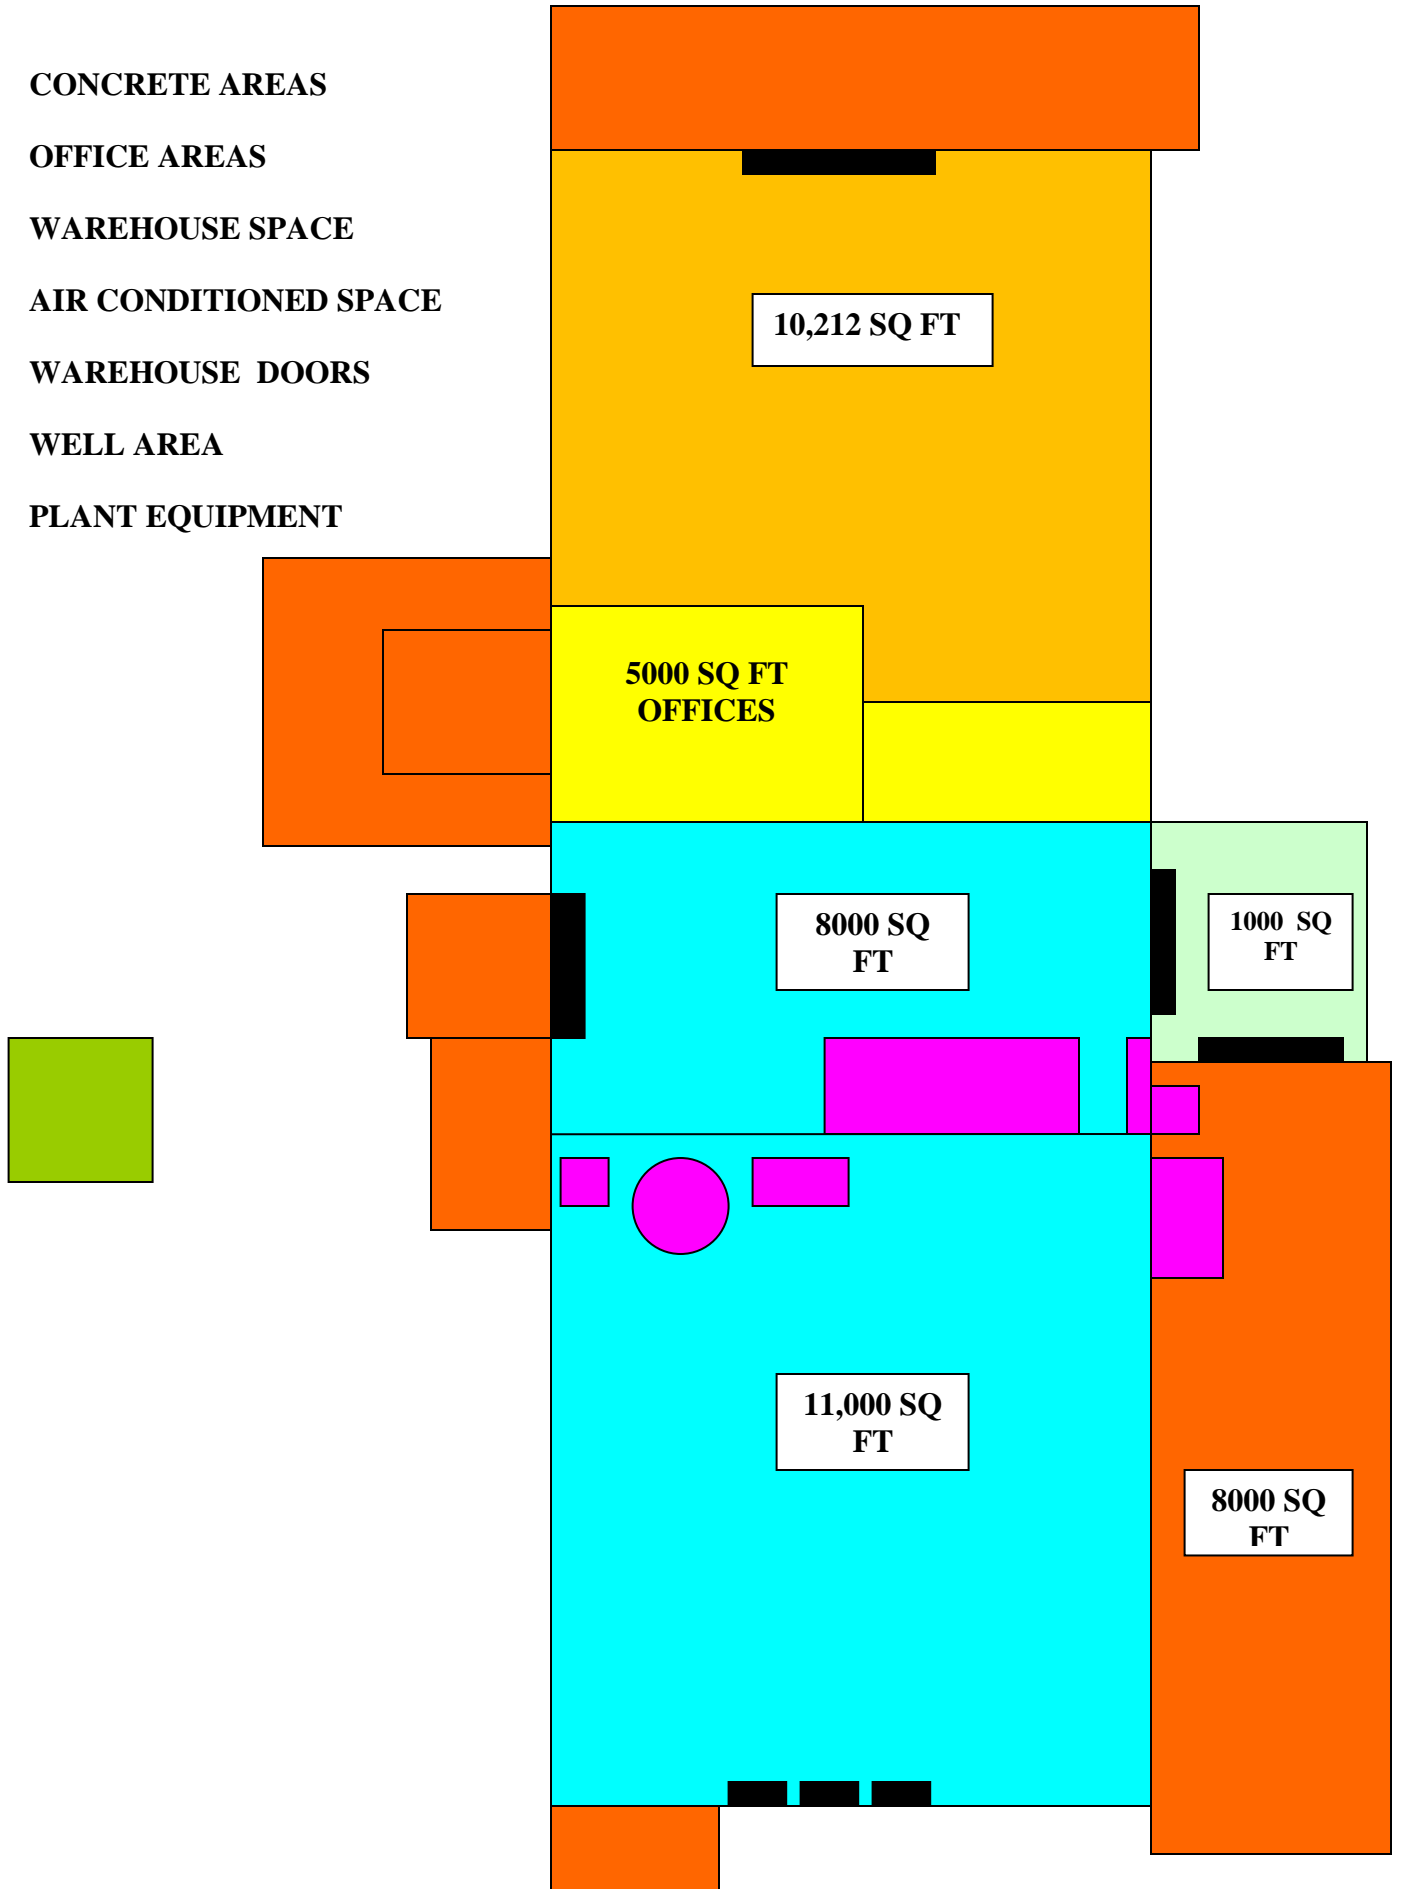 CONCRETE AREAS
OFFICE AREAS
WAREHOUSE SPACE
AIR CONDITIONED SPACE
WAREHOUSE  DOORS
WELL AREA
PLANT EQUIPMENT
10,212 SQ FT
5000 SQ FT
OFFICES
8000 SQ
FT
1000  SQ
FT
11,000 SQ
FT
8000 SQ
FT